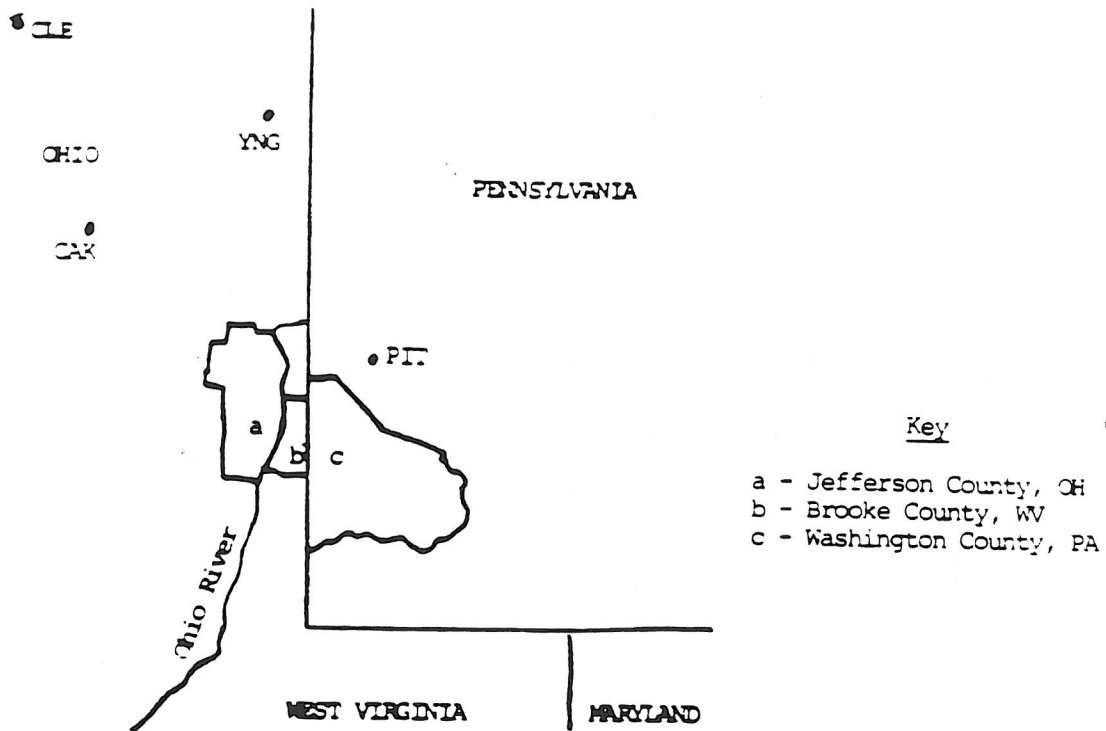 CLE
YNG
OHIO
PENNSYLVANIA
CAK
PIT
a
b
c
Key
a - Jefferson County, OH
b - Brooke County, WV
c - Washington County, PA
Ohio River
WEST VIRGINIA
MARYLAND